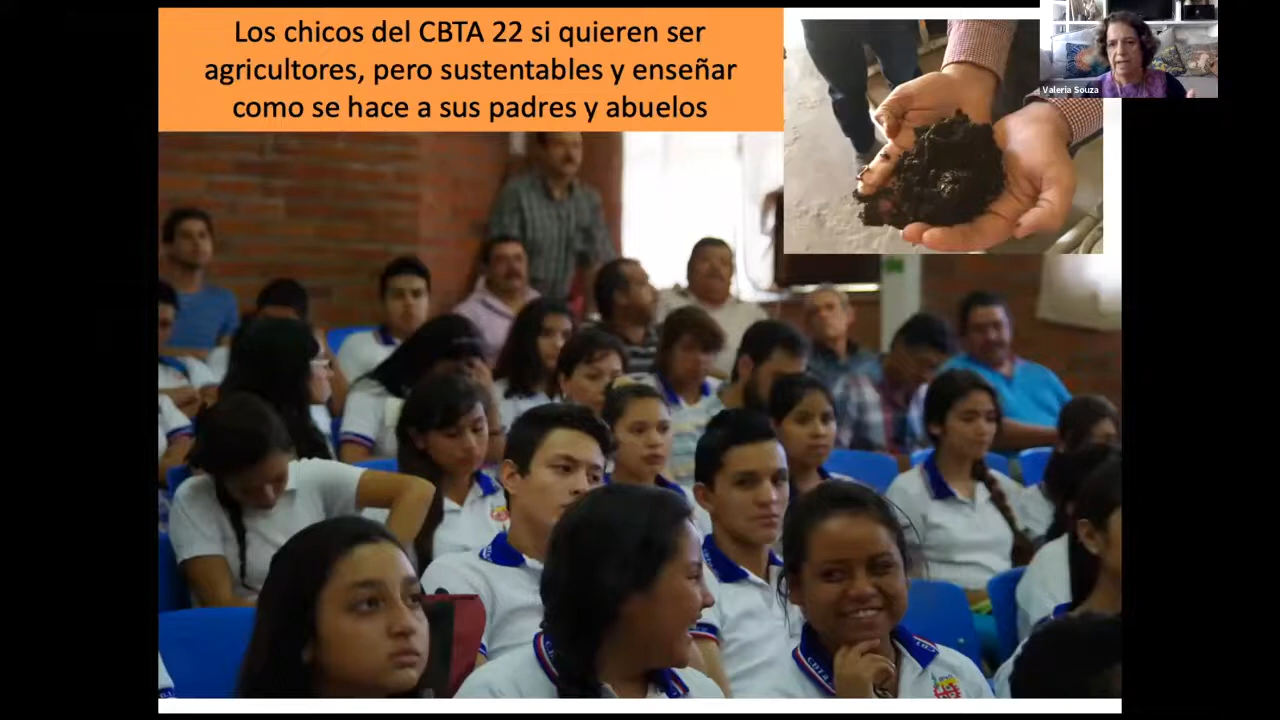 Los chicos del CBTA 22 si quieren ser
agricultores, pero sustentables y enseñar
como se hace a sus padres y abuelos
Valeria Souza